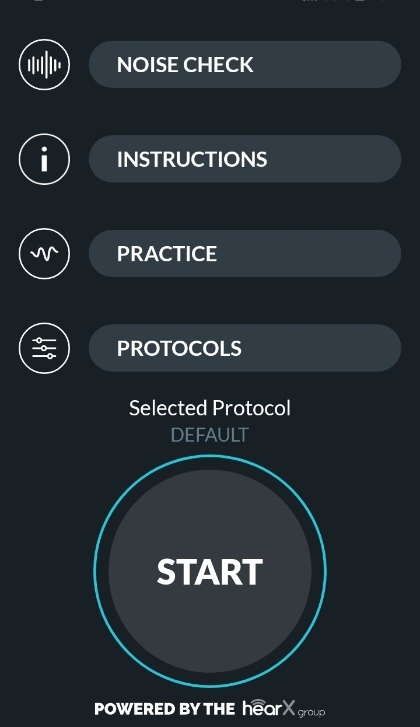 NOISE CHECK
INSTRUCTIONS
PRACTICE
PROTOCOLS
Selected Protocol
DEFAULT
START
POWERED BY THE hearX group